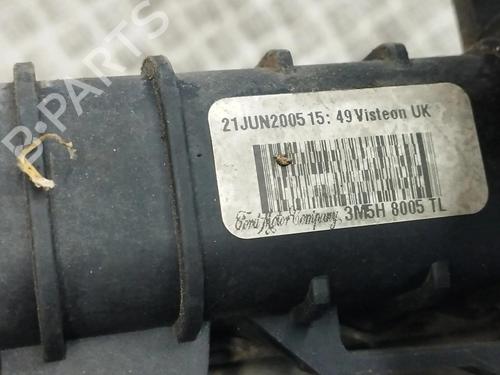 21JUN2005 15: 49 Visteon UK
Ford Motor Company 3M5H 8005 TL
B-PARTS